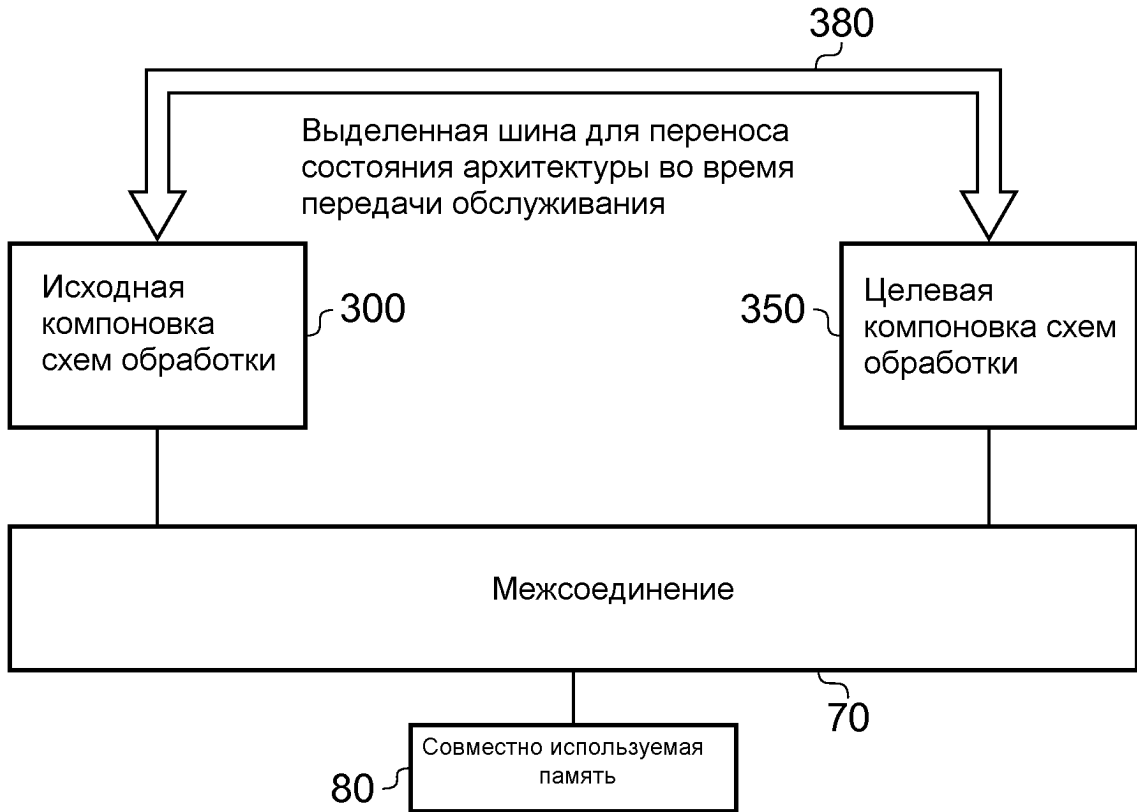 380
Выделенная шина для переноса
состояния архитектуры во время
передачи обслуживания
Исходная
компоновка
схем обработки
300
350
Целевая
компоновка схем
обработки
Межсоединение
70
Совместно используемая
память
80